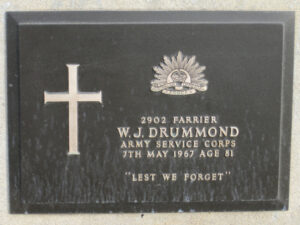 2902 FARRIER
W. J. DRUMMOND
ARMY SERVICE CORPS
7TH MAY 1967 AGE 81
"LEST WE FORGET"